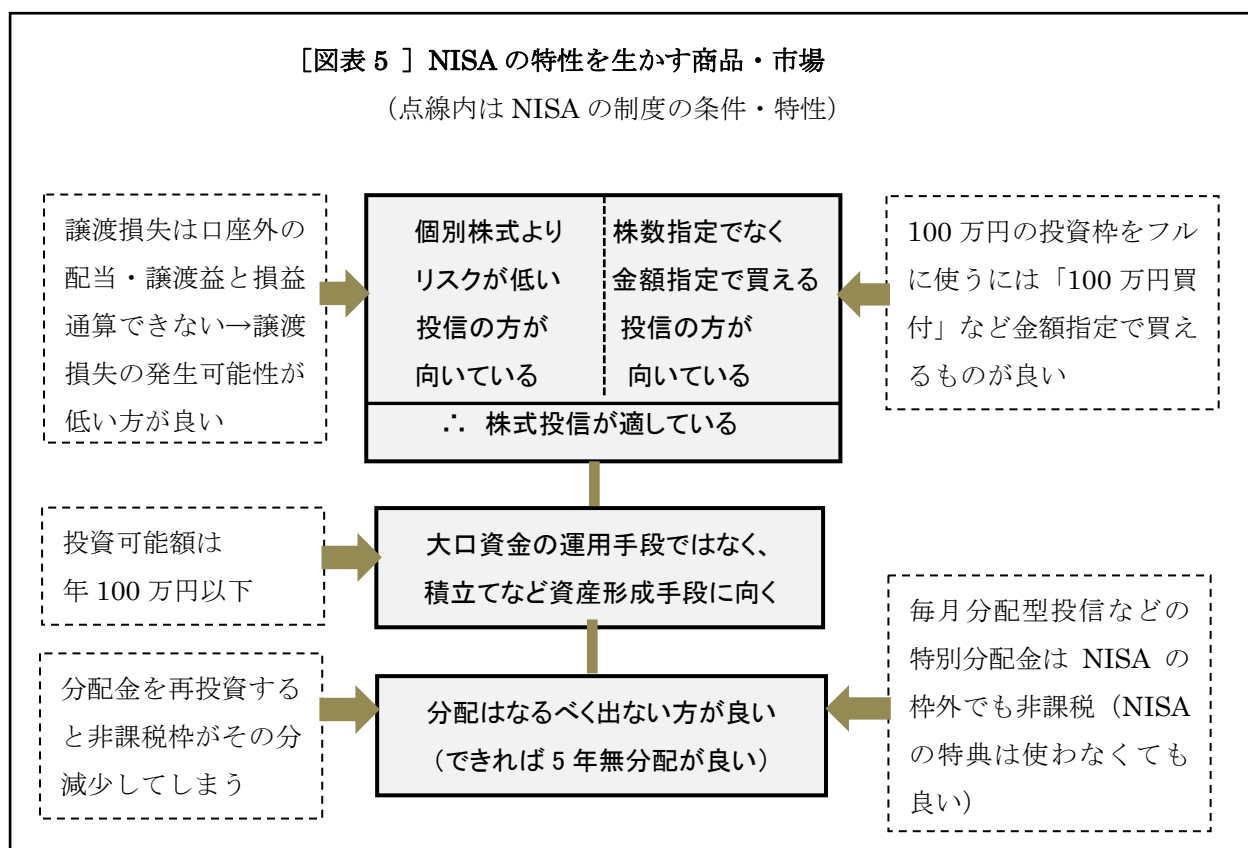 ［図表 5 ］NISA の特性を生かす商品・市場
（点線内は NISA の制度の条件・特性）
譲渡損失は口座外の
配当・譲渡益と損益
通算できない→譲渡
損失の発生可能性が
低い方が良い
個別株式より
リスクが低い
投信の方が
向いている
株数指定でなく
金額指定で買える
投信の方が
向いている
∴ 株式投信が適している
100 万円の投資枠をフル
に使うには「100 万円買
付」など金額指定で買え
るものが良い
投資可能額は
年 100 万円以下
大口資金の運用手段ではなく、
積立てなど資産形成手段に向く
分配金を再投資する
と非課税枠がその分
減少してしまう
分配はなるべく出ない方が良い
（できれば 5 年無分配が良い）
毎月分配型投信などの
特別分配金は NISA の
枠外でも非課税（NISA
の特典は使わなくても
良い）